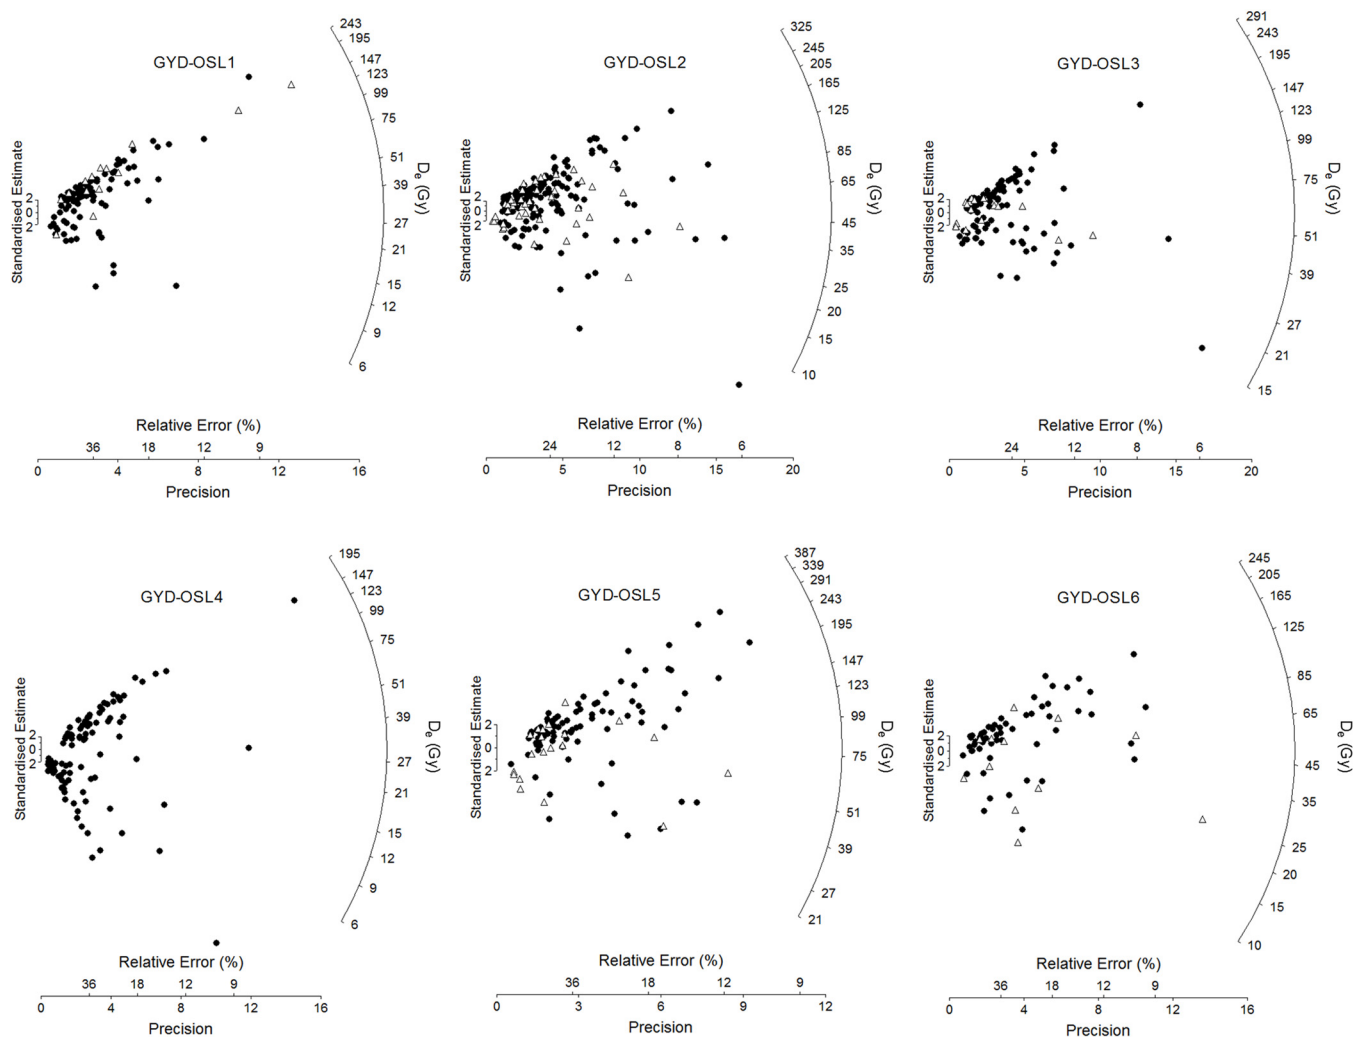 GYD-OSL1
243
195
147
123
99
75
51
39
27
21
15
12
9
6
De (Gy)
Standardised Estimate
2
0
2
Relative Error (%)
36 18 12 9
0 4 8 12 16
Precision
GYD-OSL2
325
245
205
165
125
85
65
45
35
25
20
15
10
De (Gy)
Standardised Estimate
2
0
2
Relative Error (%)
24 12 8 6
0 5 10 15 20
Precision
GYD-OSL3
291
243
195
147
123
99
75
51
39
27
21
15
De (Gy)
Standardised Estimate
2
0
2
Relative Error (%)
24 12 8 6
0 5 10 15 20
Precision
GYD-OSL4
195
147
123
99
75
51
39
27
21
15
12
9
6
De (Gy)
Standardised Estimate
2
0
2
Relative Error (%)
36 18 12 9
0 4 8 12 16
Precision
GYD-OSL5
387
339
291
243
195
147
123
99
75
51
39
27
21
De (Gy)
Standardised Estimate
2
0
2
Relative Error (%)
36 18 12 9
0 3 6 9 12
Precision
GYD-OSL6
245
205
165
125
85
65
45
35
25
20
15
10
De (Gy)
Standardised Estimate
2
0
2
Relative Error (%)
36 18 12 9
0 4 8 12 16
Precision